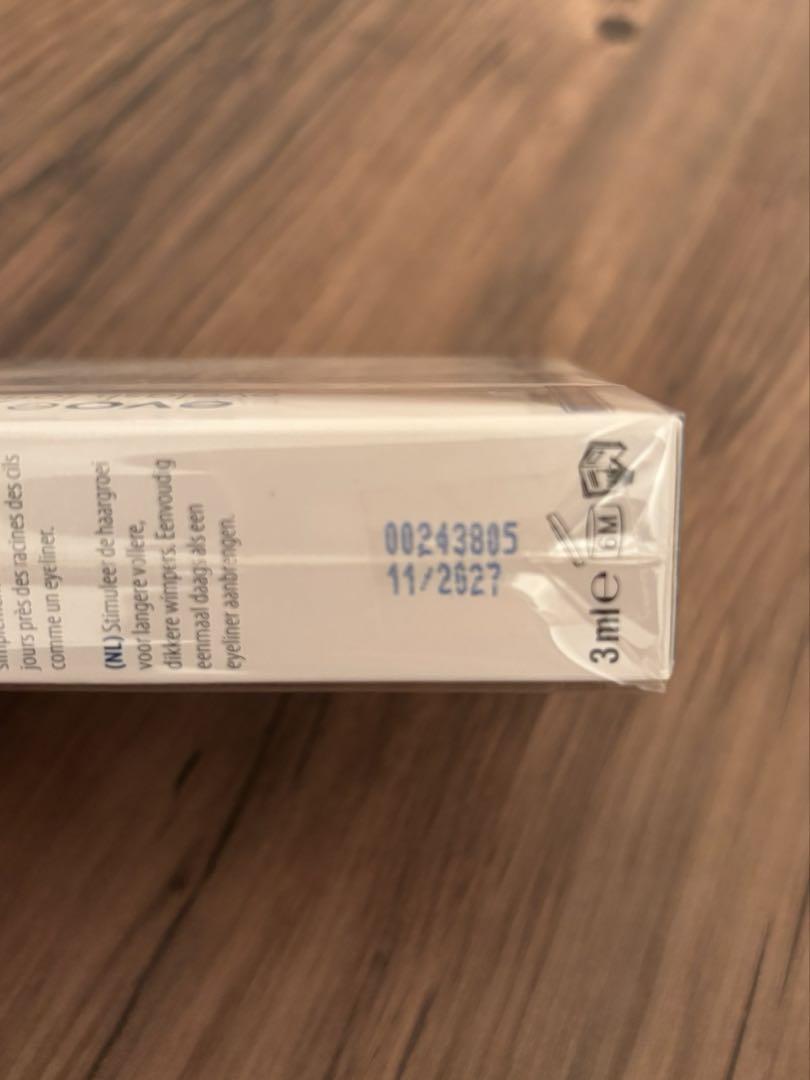 jours près des racines des cils
comme un eyeliner.
(NL) Stimuleer de haargroei
voor langere vollere,
dikkere wimpers. Eenvoudig
eenmaal daags als een
eyeliner aanbrengen.
00243805
11/2027
6M
3 ml e